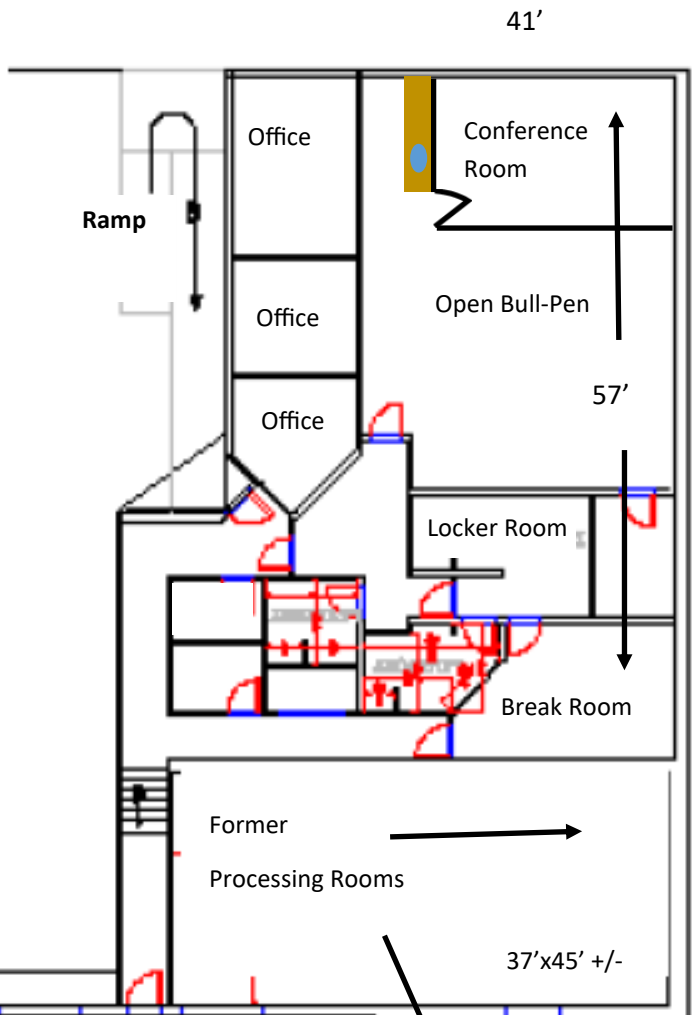 41’
Office
Conference
Room
Ramp
Office
Open Bull-Pen
57’
Office
Locker Room
Break Room
Former
Processing Rooms
37’x45’ +/-